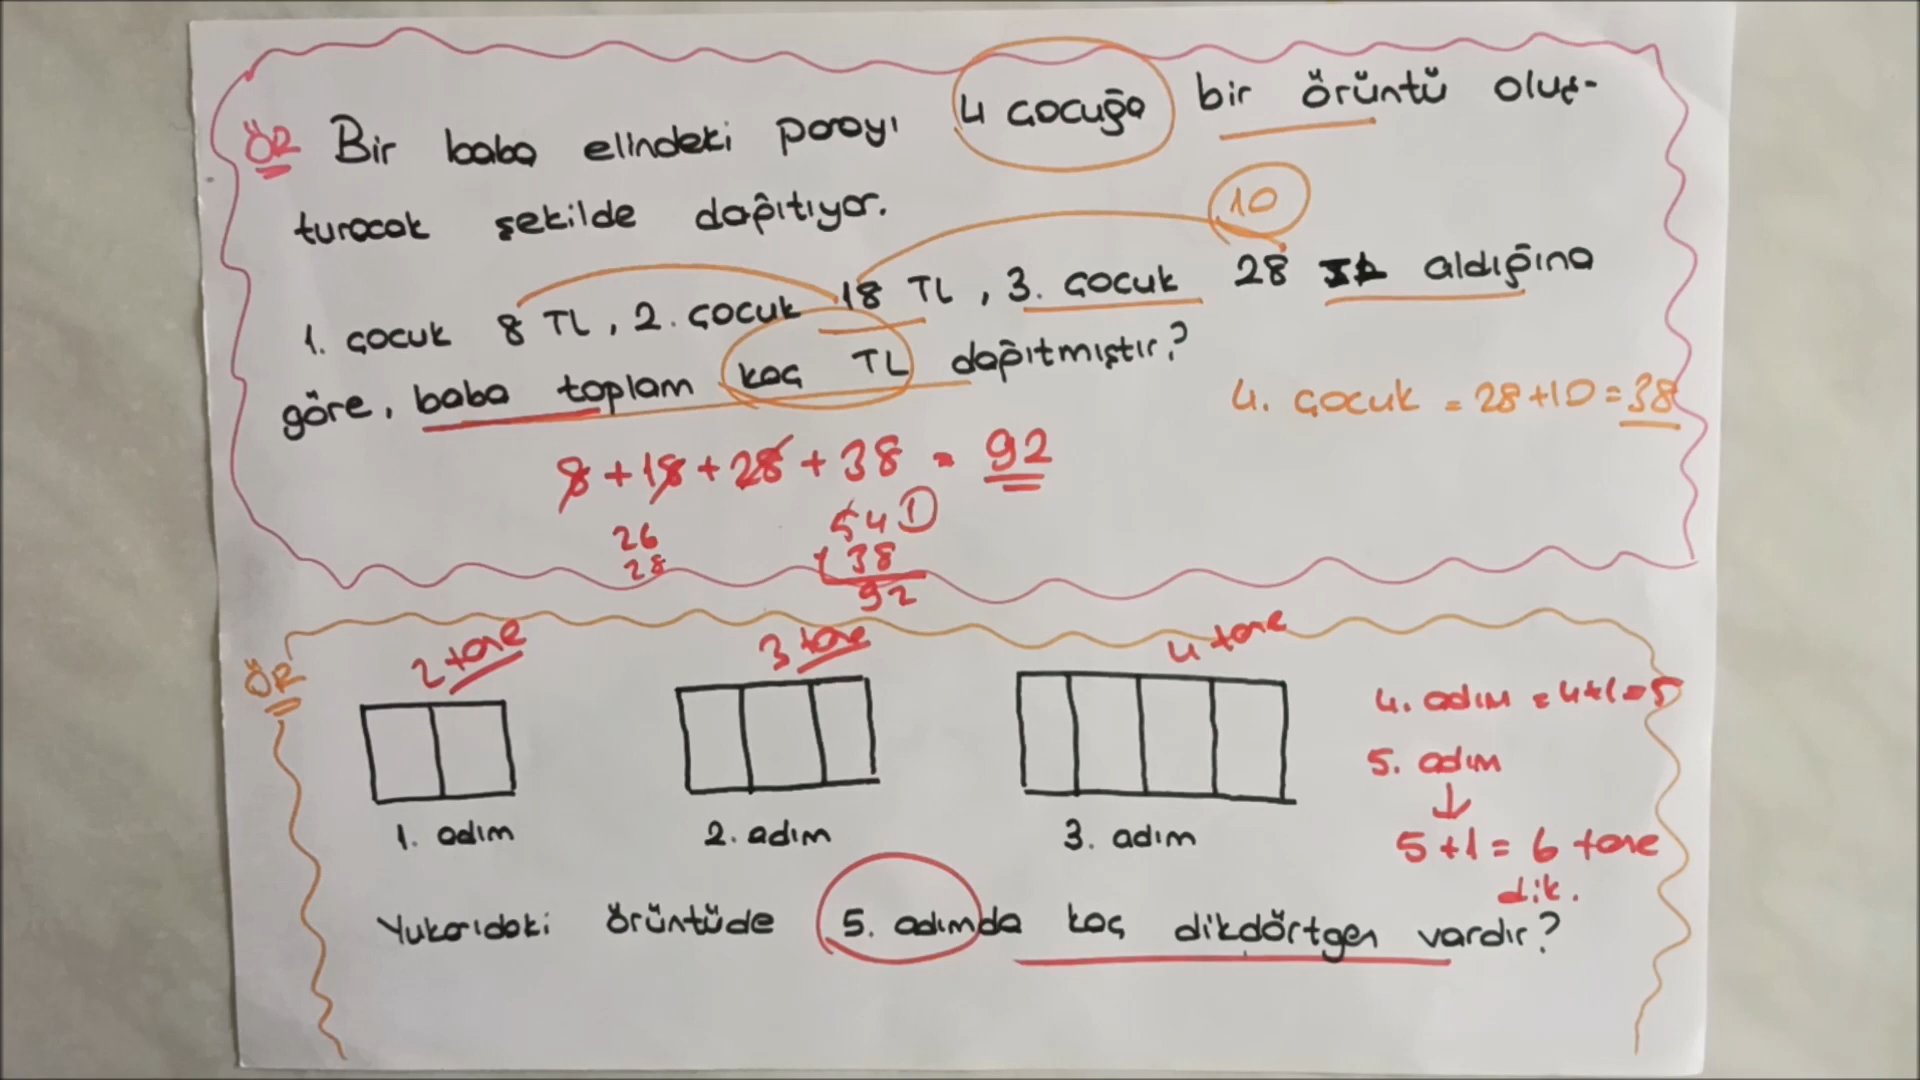 ÖR Bir baba elindeki parayı 4 çocuğa bir örüntü oluş-
turacak şekilde dağıtıyor.
10
1. çocuk 8 TL, 2. çocuk 18 TL, 3. çocuk 28 TL aldığına
göre, baba toplam kaç TL dağıtmıştır?
4. çocuk = 28+10=38
8+18+28+38 = 92
26
28
54 1
+ 38
92
ÖR
2 tane 3 tane 4 tane
1. adım 2. adım 3. adım
4. adım = 4+1=5
5. adım
↓
5+1= 6 tane
dik.
Yukarıdaki örüntüde 5. adımda kaç dikdörtgen vardır?